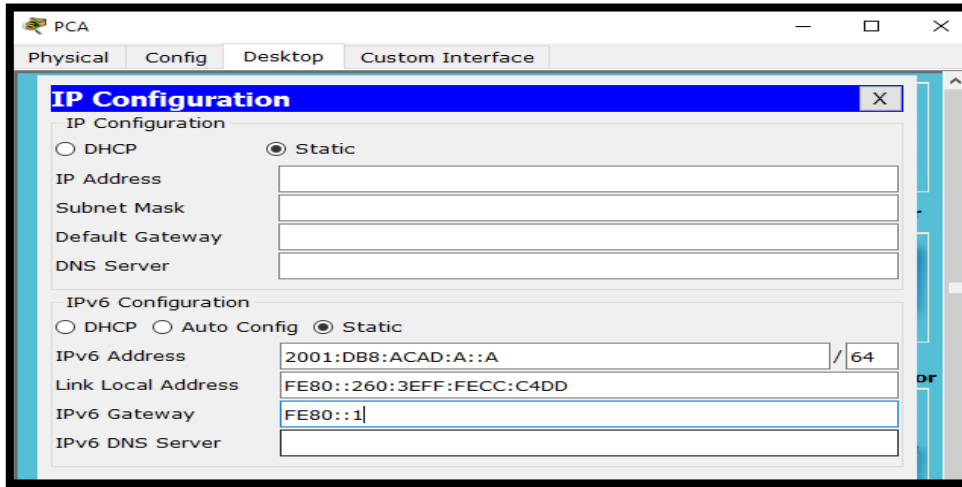 PCA
Physical Config Desktop Custom Interface
IP Configuration X
IP Configuration
DHCP Static
IP Address
Subnet Mask
Default Gateway
DNS Server
IPv6 Configuration
DHCP Auto Config Static
IPv6 Address 2001:DB8:ACAD:A::A / 64
Link Local Address FE80::260:3EFF:FECC:C4DD
IPv6 Gateway FE80::1
IPv6 DNS Server
or